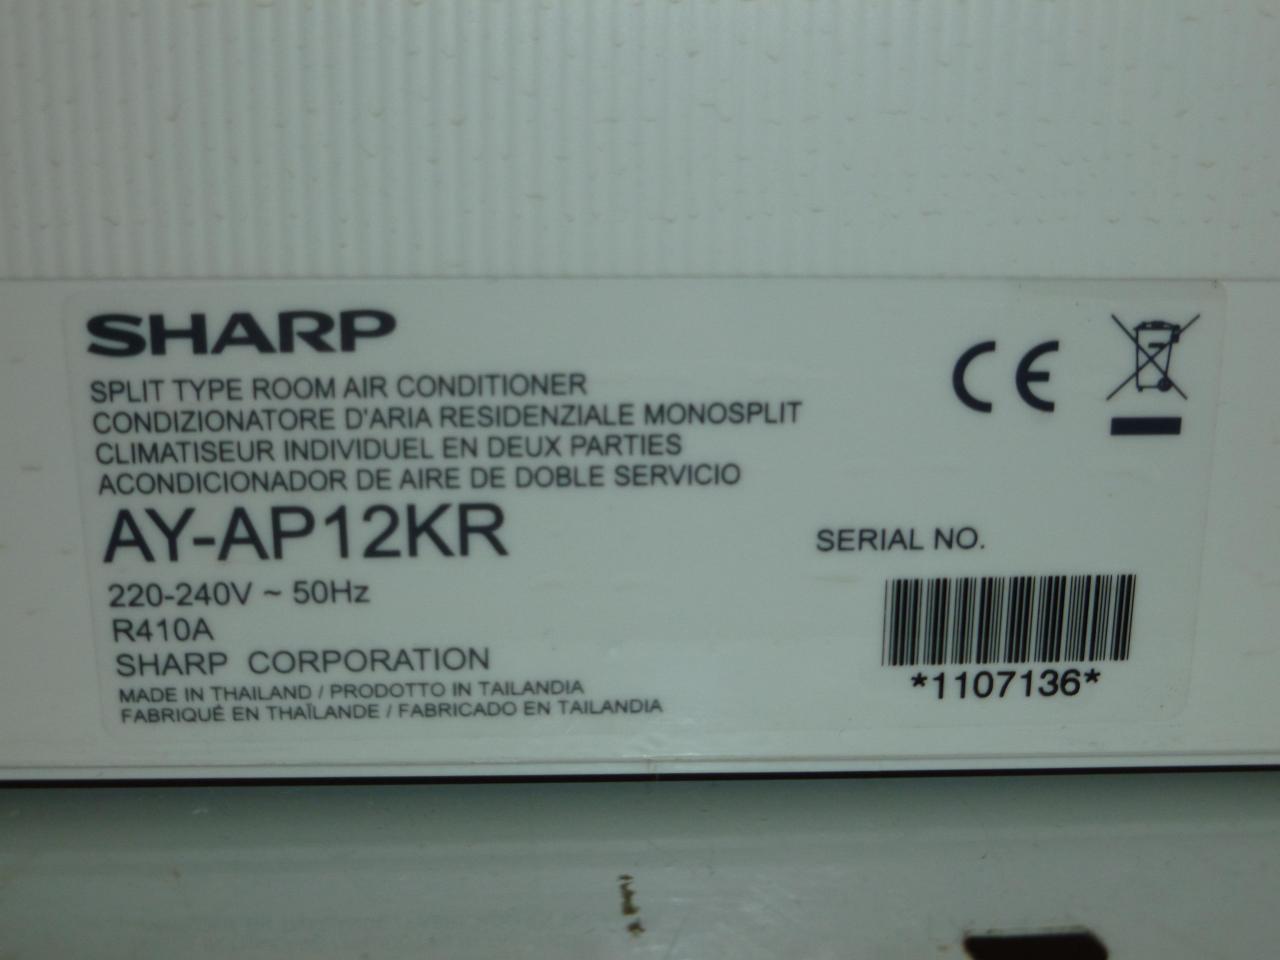 SHARP
SPLIT TYPE ROOM AIR CONDITIONER
CONDIZIONATORE D'ARIA RESIDENZIALE MONOSPLIT
CLIMATISEUR INDIVIDUEL EN DEUX PARTIES
ACONDICIONADOR DE AIRE DE DOBLE SERVICIO
AY-AP12KR
220-240V ~ 50Hz
R410A
SHARP CORPORATION
MADE IN THAILAND / PRODOTTO IN TAILANDIA
FABRIQUÉ EN THAÏLANDE / FABRICADO EN TAILANDIA
CE
SERIAL NO.
*1107136*